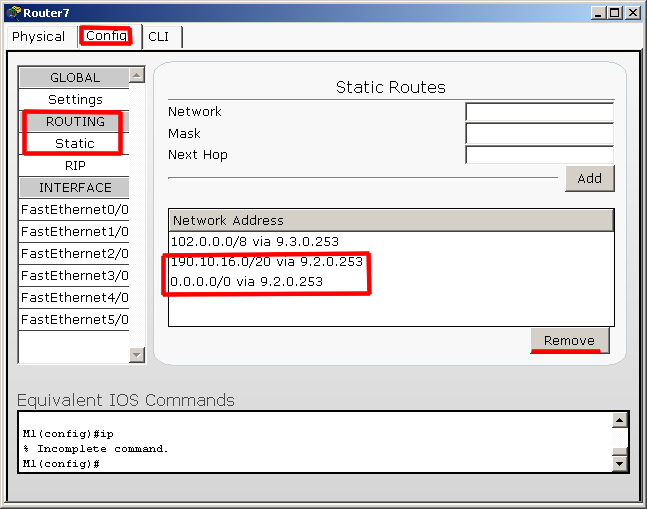 Router7
Physical Config CLI
GLOBAL
Settings
ROUTING
Static
RIP
INTERFACE
FastEthernet0/0
FastEthernet1/0
FastEthernet2/0
FastEthernet3/0
FastEthernet4/0
FastEthernet5/0
Static Routes
Network
Mask
Next Hop
Add
Network Address
102.0.0.0/8 via 9.3.0.253
190.10.16.0/20 via 9.2.0.253
0.0.0.0/0 via 9.2.0.253
Remove
Equivalent IOS Commands
M1(config)#ip
% Incomplete command.
M1(config)#